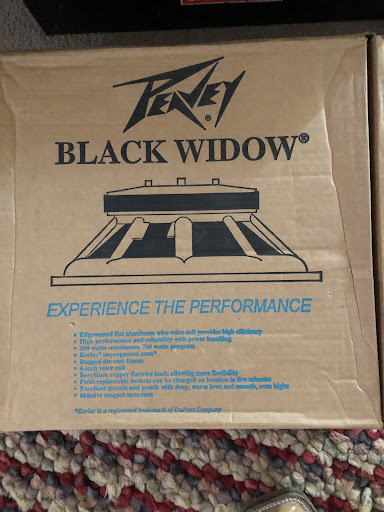 PEAVEY®
BLACK WIDOW®
EXPERIENCE THE PERFORMANCE
• Edgewound flat aluminum wire voice coil provides high efficiency
• High performance and reliability with power handling
• 350 watts continuous, 700 watts program
• Kevlar® impregnated cone*
• Rugged die-cast frame
• 4-inch voice coil
• Beryllium copper flatwire leads allowing more flexibility
• Field-replaceable baskets can be changed on location in five minutes
• Excellent sustain and punch with deep, warm lows and smooth, even highs
• Massive magnet structure
*Kevlar is a registered trademark of DuPont Company